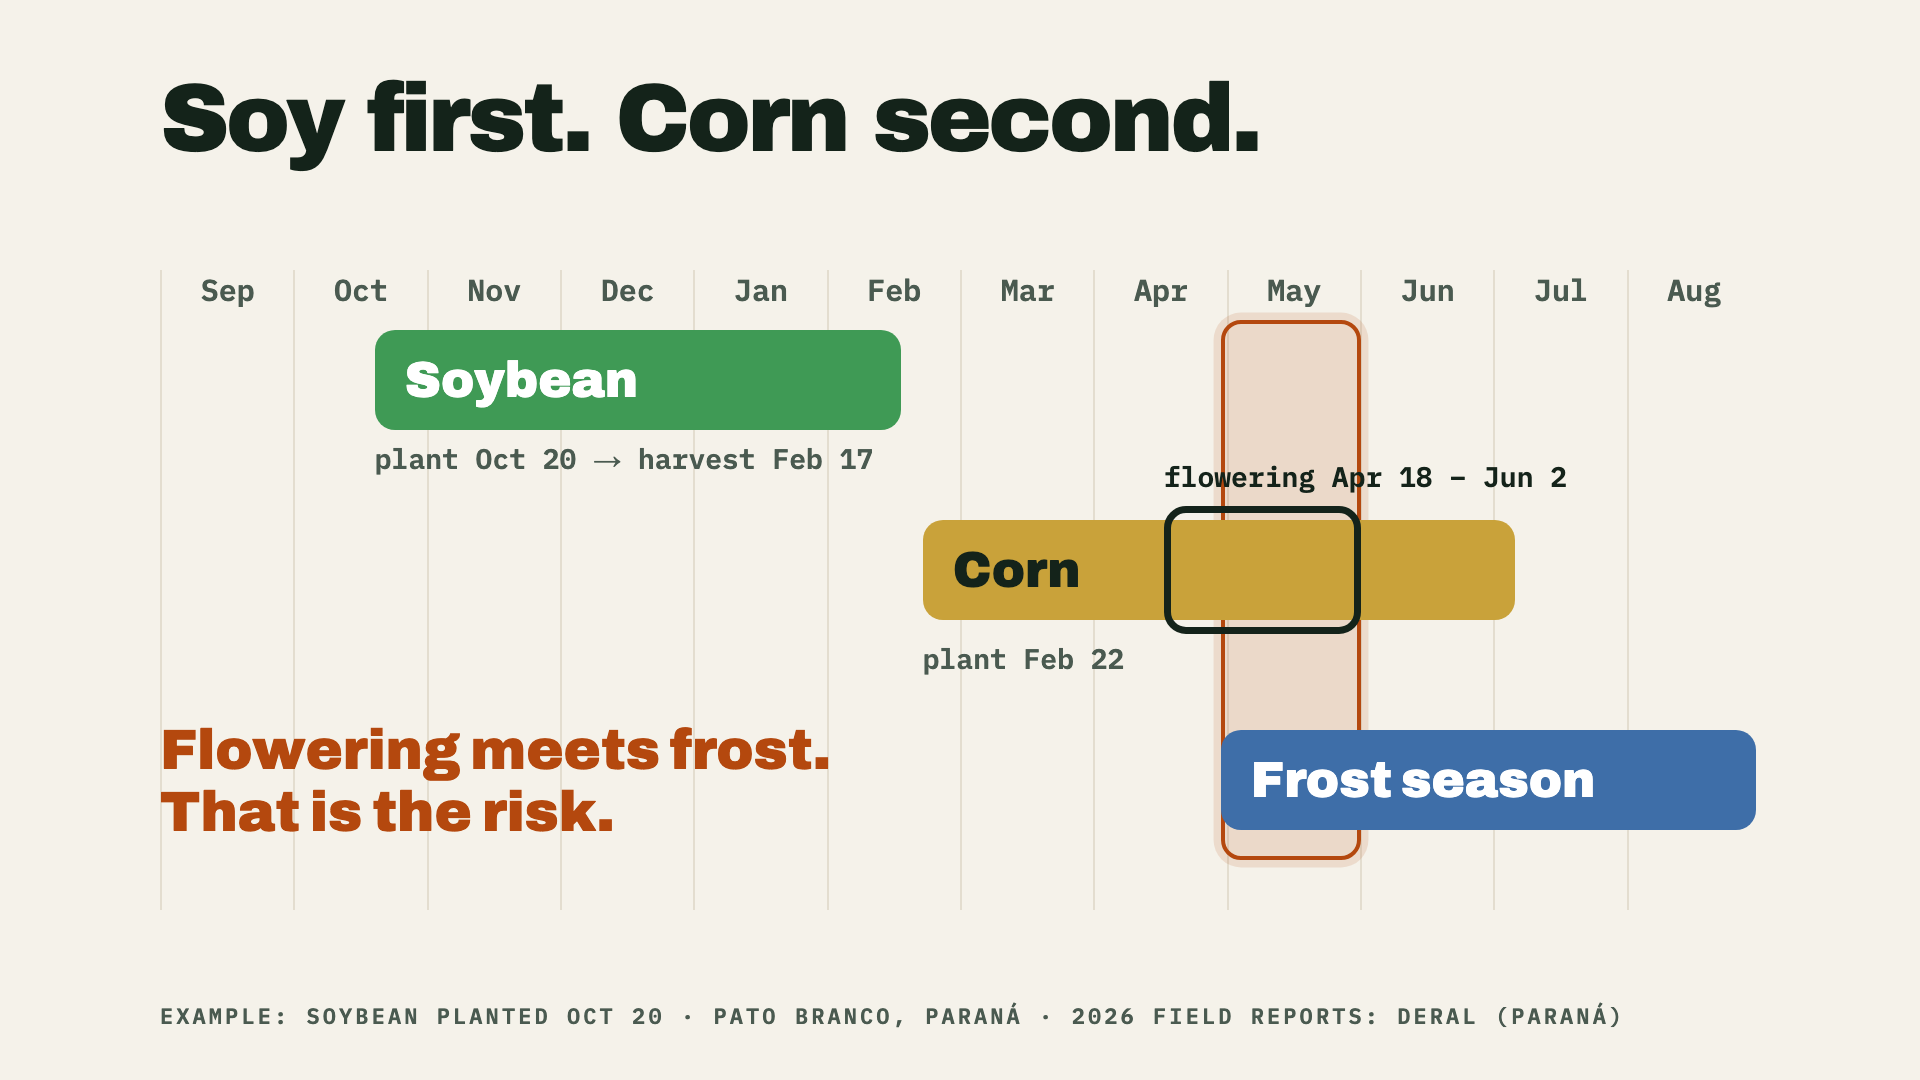 Soy first. Corn second.
Sep Oct Nov Dec Jan Feb Mar Apr May Jun Jul Aug
Soybean
plant Oct 20 → harvest Feb 17
flowering Apr 18 – Jun 2
Corn
plant Feb 22
Flowering meets frost.
That is the risk.
Frost season
EXAMPLE: SOYBEAN PLANTED OCT 20 · PATO BRANCO, PARANÁ · 2026 FIELD REPORTS: DERAL (PARANÁ)